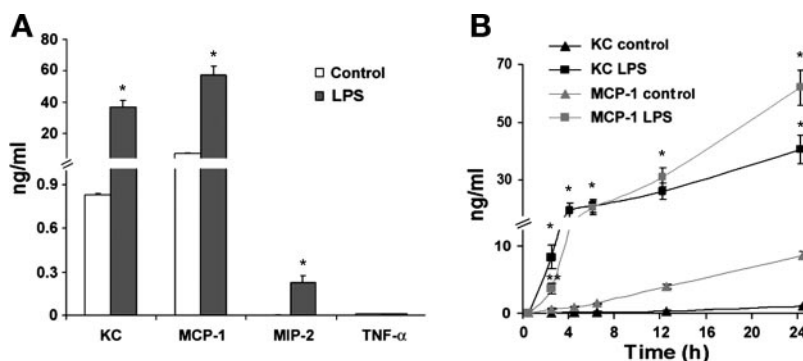 A
B
80
60
40
20
0.9
0.6
0.3
0
ng/ml
*
*
*
Control
LPS
KC
MCP-1
MIP-2
TNF-α
KC control
KC LPS
MCP-1 control
MCP-1 LPS
70
50
30
10
0
ng/ml
*
**
*
*
*
*
*
0
4
8
12
16
20
24
Time (h)